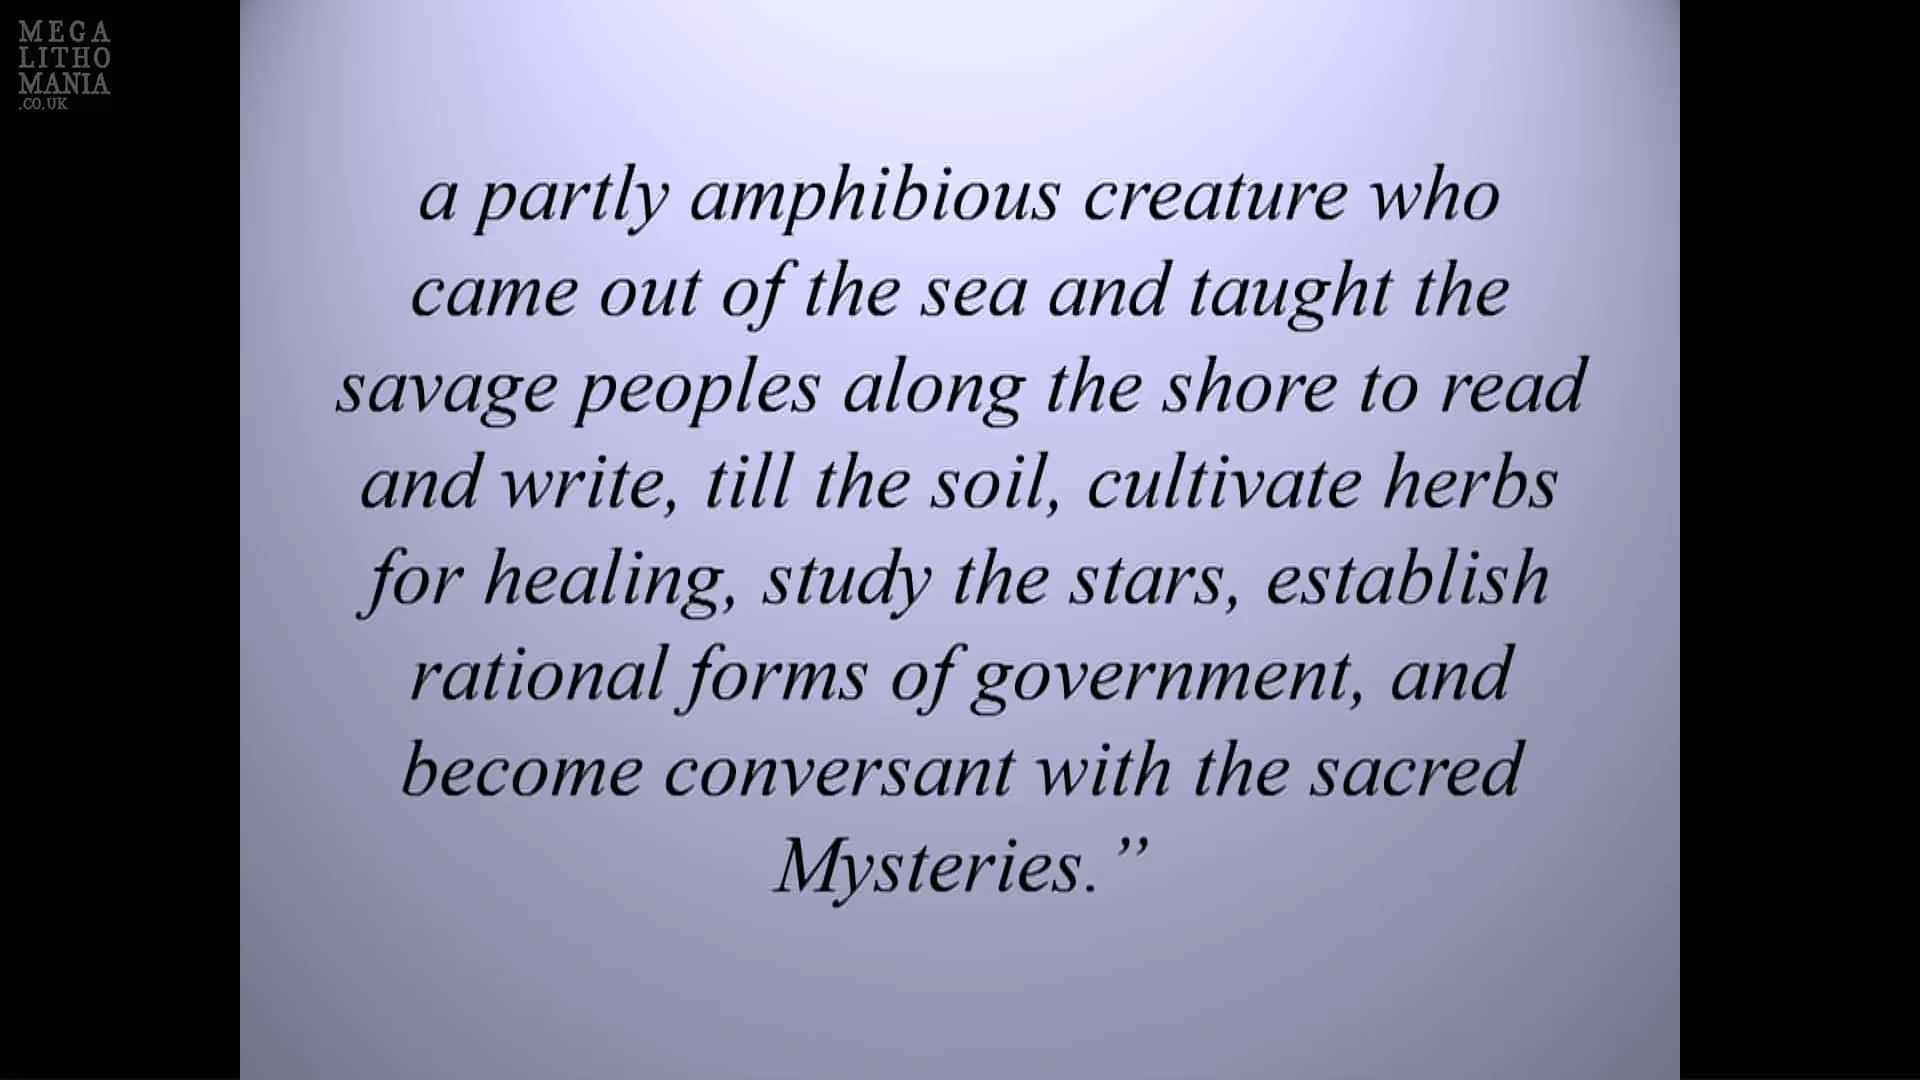 MEGA
LITHO
MANIA
.CO.UK
a partly amphibious creature who
came out of the sea and taught the
savage peoples along the shore to read
and write, till the soil, cultivate herbs
for healing, study the stars, establish
rational forms of government, and
become conversant with the sacred
Mysteries.”